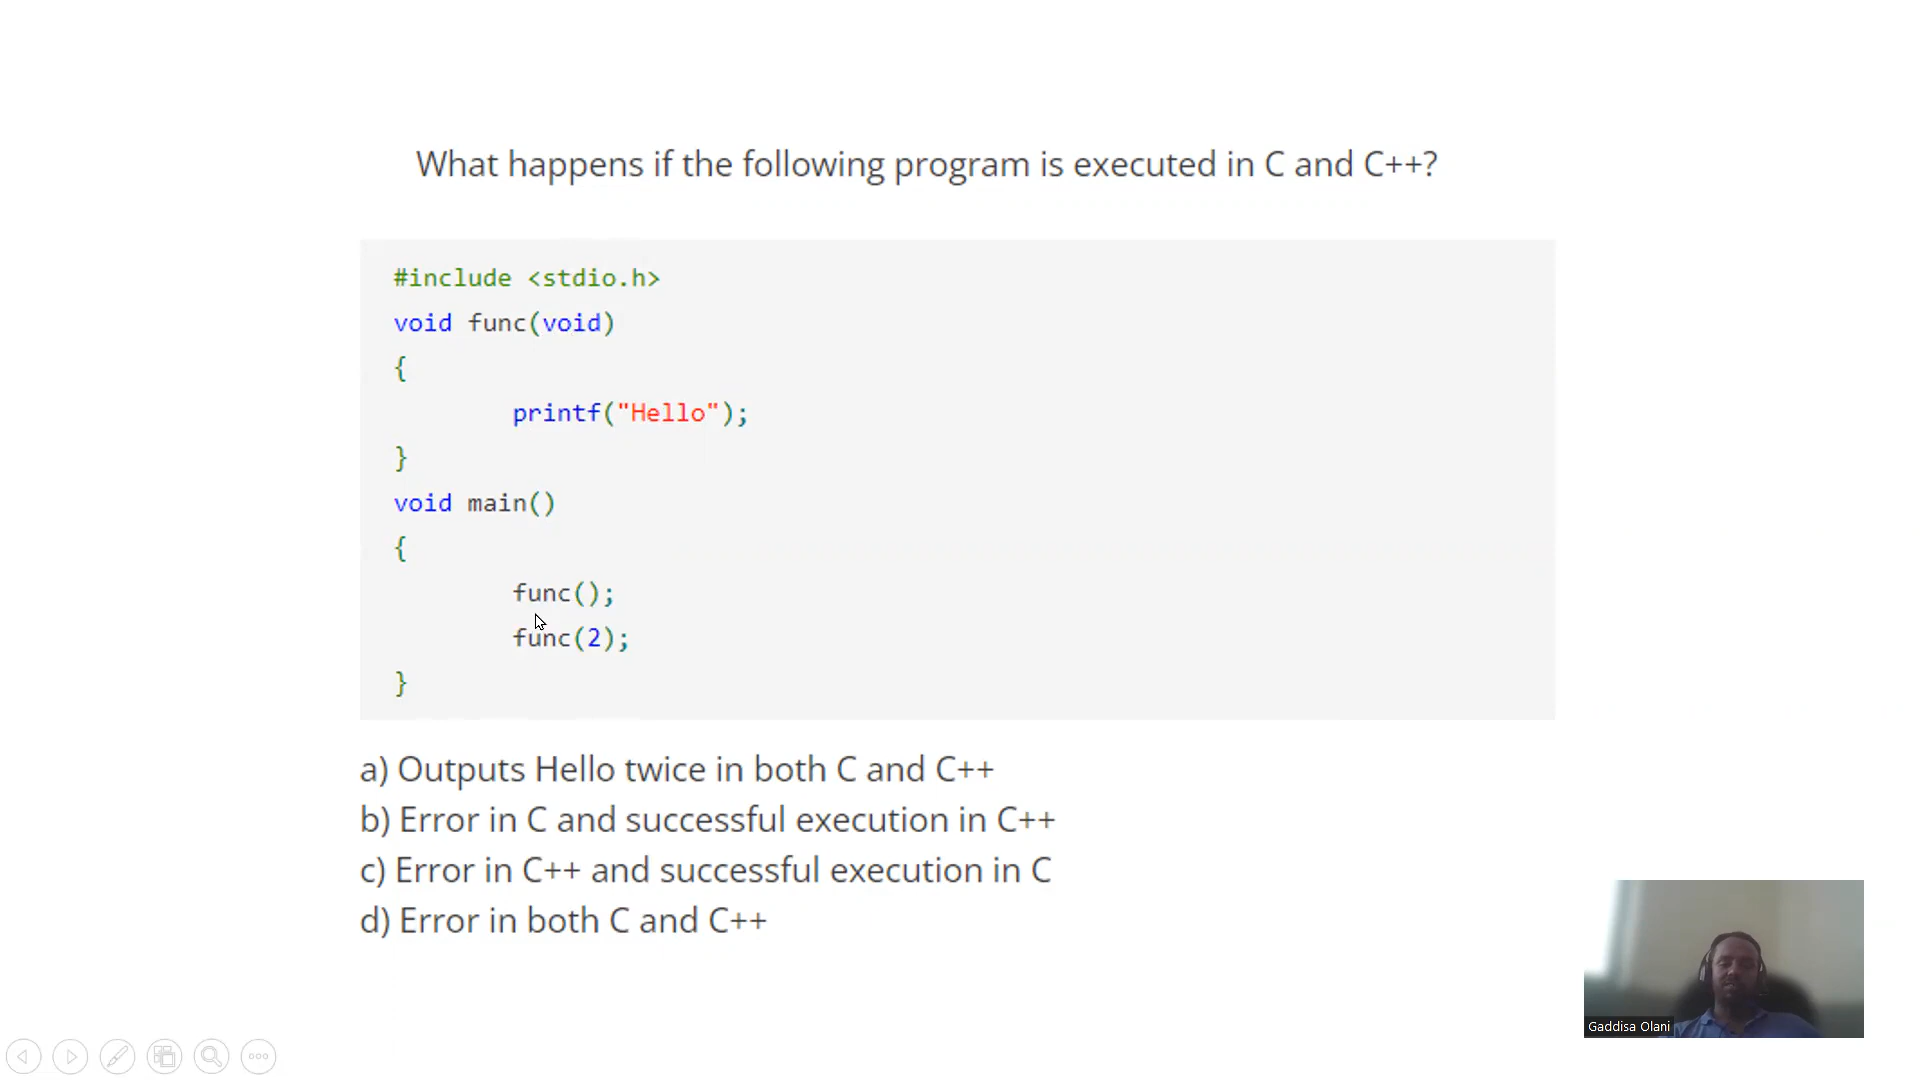 What happens if the following program is executed in C and C++?
#include <stdio.h>
void func(void)
{
printf("Hello");
}
void main()
{
func();
func(2);
}
a) Outputs Hello twice in both C and C++
b) Error in C and successful execution in C++
c) Error in C++ and successful execution in C
d) Error in both C and C++
Gaddisa Olani